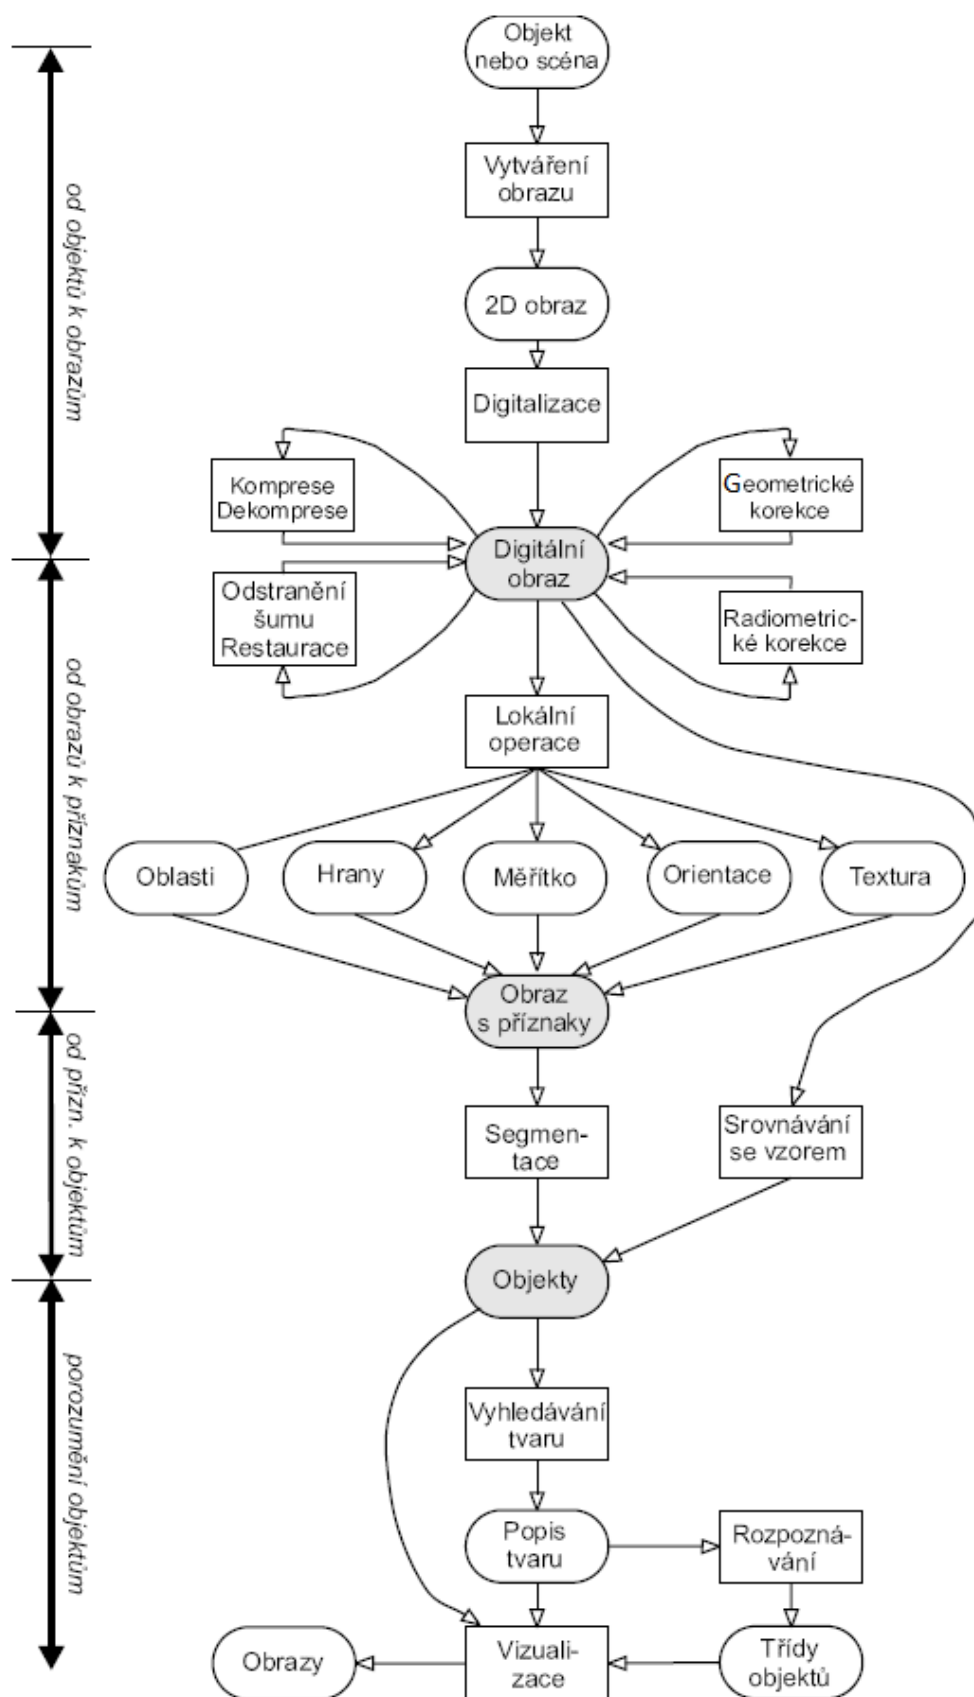 Objekt
nebo scéna
Vytváření
obrazu
2D obraz
Digitalizace
Komprese
Dekomprese
Geometrické
korekce
Digitální
obraz
Odstranění
šumu
Restaurace
Radiometric-
ké korekce
Lokální
operace
Oblasti
Hrany
Měřítko
Orientace
Textura
Obraz
s příznaky
Segmen-
tace
Srovnávání
se vzorem
Objekty
Vyhledávání
tvaru
Popis
tvaru
Rozpozná-
vání
Obrazy
Vizuali-
zace
Třídy
objektů
od objektů k obrazům
od obrazů k příznakům
od přízn. k objektům
porozumění objektům